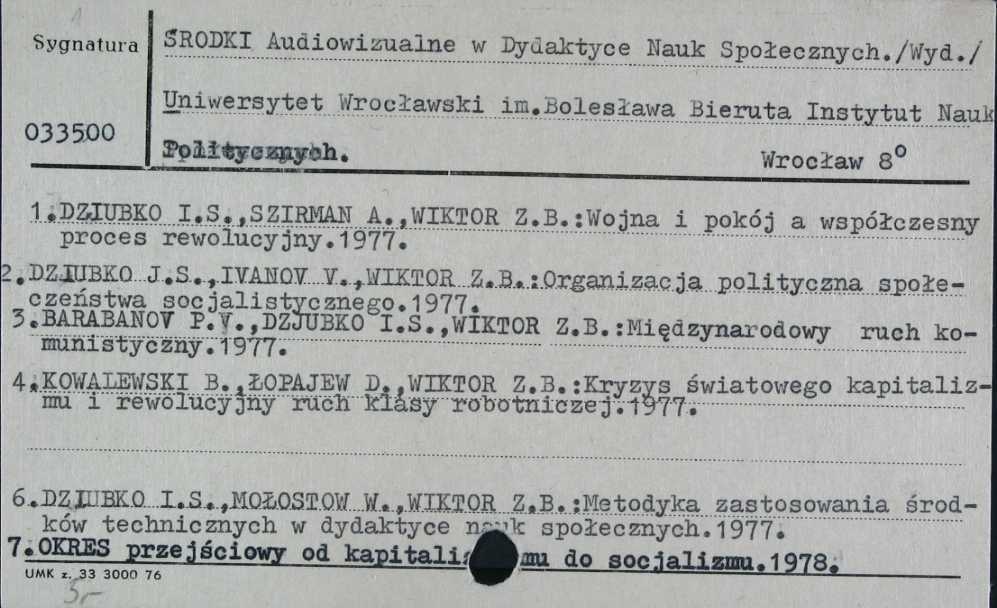 1
Sygnatura
ŚRODKI Audiowizualne w Dydaktyce Nauk Społecznych./Wyd./
Uniwersytet Wrocławski im.Bolesława Bieruta Instytut Nauk
033500
Politycznych.
Wrocław 8°
1.DZIUBKO I.S.,SZIRMAN A.,WIKTOR Z.B.:Wojna i pokój a współczesny
proces rewolucyjny.1977.
2.DZIUBKO J.S.,IVANOV V.,WIKTOR Z.B.:Organizacja polityczna społe-
czeństwa socjalistycznego.1977.
3.BARABANOV P.V.,DZJUBKO I.S.,WIKTOR Z.B.:Międzynarodowy ruch ko-
munistyczny.1977.
4.KOWALEWSKI B.,ŁOPAJEW D.,WIKTOR Z.B.:Kryzys światowego kapitaliz-
mu i rewolucyjny ruch klasy robotniczej.1977.
6.DZIUBKO I.S.,MOŁOSTOW W.,WIKTOR Z.B.:Metodyka zastosowania środ-
ków technicznych w dydaktyce nauk społecznych.1977.
7.OKRES przejściowy od kapitali mu do socjalizmu.1978.
UMK z. 33 3000 76